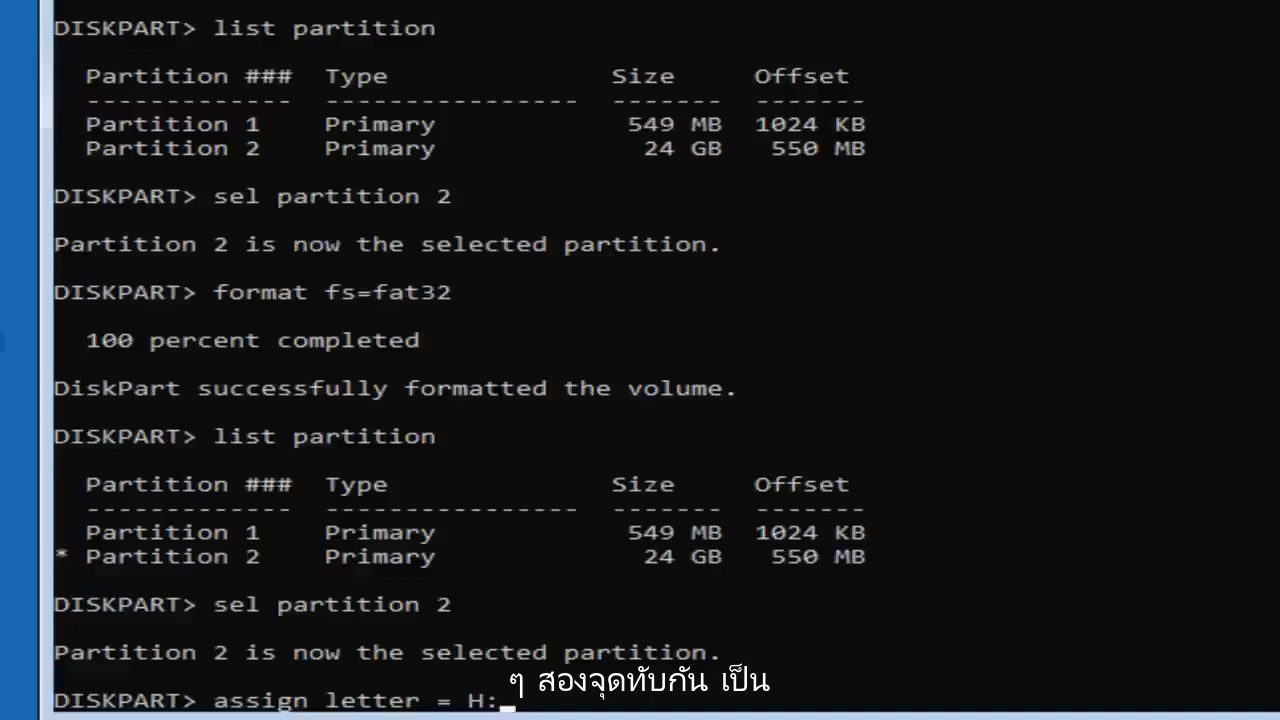 DISKPART> list partition
Partition ### Type Size Offset
------------- ---------------- ------- -------
Partition 1 Primary 549 MB 1024 KB
Partition 2 Primary 24 GB 550 MB
DISKPART> sel partition 2
Partition 2 is now the selected partition.
DISKPART> format fs=fat32
100 percent completed
DiskPart successfully formatted the volume.
DISKPART> list partition
Partition ### Type Size Offset
------------- ---------------- ------- -------
Partition 1 Primary 549 MB 1024 KB
* Partition 2 Primary 24 GB 550 MB
DISKPART> sel partition 2
Partition 2 is now the selected partition.
ๆ สองจุดทับกัน เป็น
DISKPART> assign letter = H:_